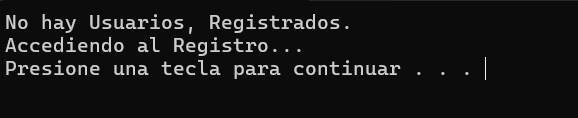 No hay Usuarios, Registrados.
Accediendo al Registro...
Presione una tecla para continuar . . .